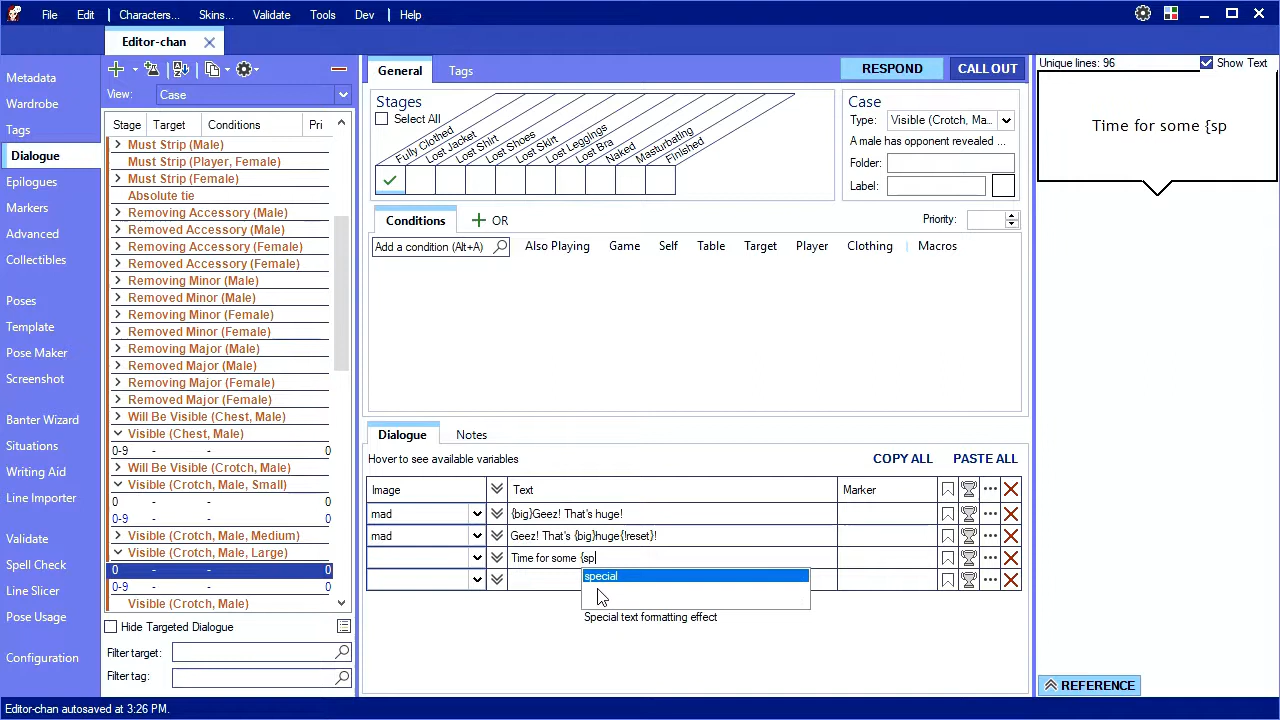 File Edit Characters... Skins... Validate Tools Dev Help
Editor-chan
Metadata
Wardrobe
Tags
Dialogue
Epilogues
Markers
Advanced
Collectibles
Poses
Template
Pose Maker
Screenshot
Banter Wizard
Situations
Writing Aid
Line Importer
Validate
Spell Check
Line Slicer
Pose Usage
Configuration
View: Case
Stage Target Conditions Pri
Must Strip (Male)
Must Strip (Player, Female)
Must Strip (Female)
Absolute tie
Removing Accessory (Male)
Removed Accessory (Male)
Removing Accessory (Female)
Removed Accessory (Female)
Removing Minor (Male)
Removed Minor (Male)
Removing Minor (Female)
Removed Minor (Female)
Removing Major (Male)
Removed Major (Male)
Removing Major (Female)
Removed Major (Female)
Will Be Visible (Chest, Male)
Visible (Chest, Male)
0-9 - - 0
Will Be Visible (Crotch, Male)
Visible (Crotch, Male, Small)
0 - - 0
0-9 - - 0
Visible (Crotch, Male, Medium)
Visible (Crotch, Male, Large)
0 - - 0
0-9 - - 0
Visible (Crotch, Male)
Hide Targeted Dialogue
Filter target:
Filter tag:
General Tags
RESPOND CALL OUT
Stages
Select All
Fully Clothed
Lost Jacket
Lost Shirt
Lost Shoes
Lost Skirt
Lost Leggings
Lost Bra
Naked
Masturbating
Finished
Case
Type: Visible (Crotch, Ma...
A male has opponent revealed ...
Folder:
Label:
Conditions OR
Priority:
Add a condition (Alt+A) Also Playing Game Self Table Target Player Clothing Macros
Dialogue Notes
Hover to see available variables
COPY ALL PASTE ALL
Image Text Marker
mad {big}Geez! That's huge!
mad Geez! That's {big}huge{!reset}!
Time for some {sp
special
Special text formatting effect
Unique lines: 96
Show Text
Time for some {sp
REFERENCE
Editor-chan autosaved at 3:26 PM.